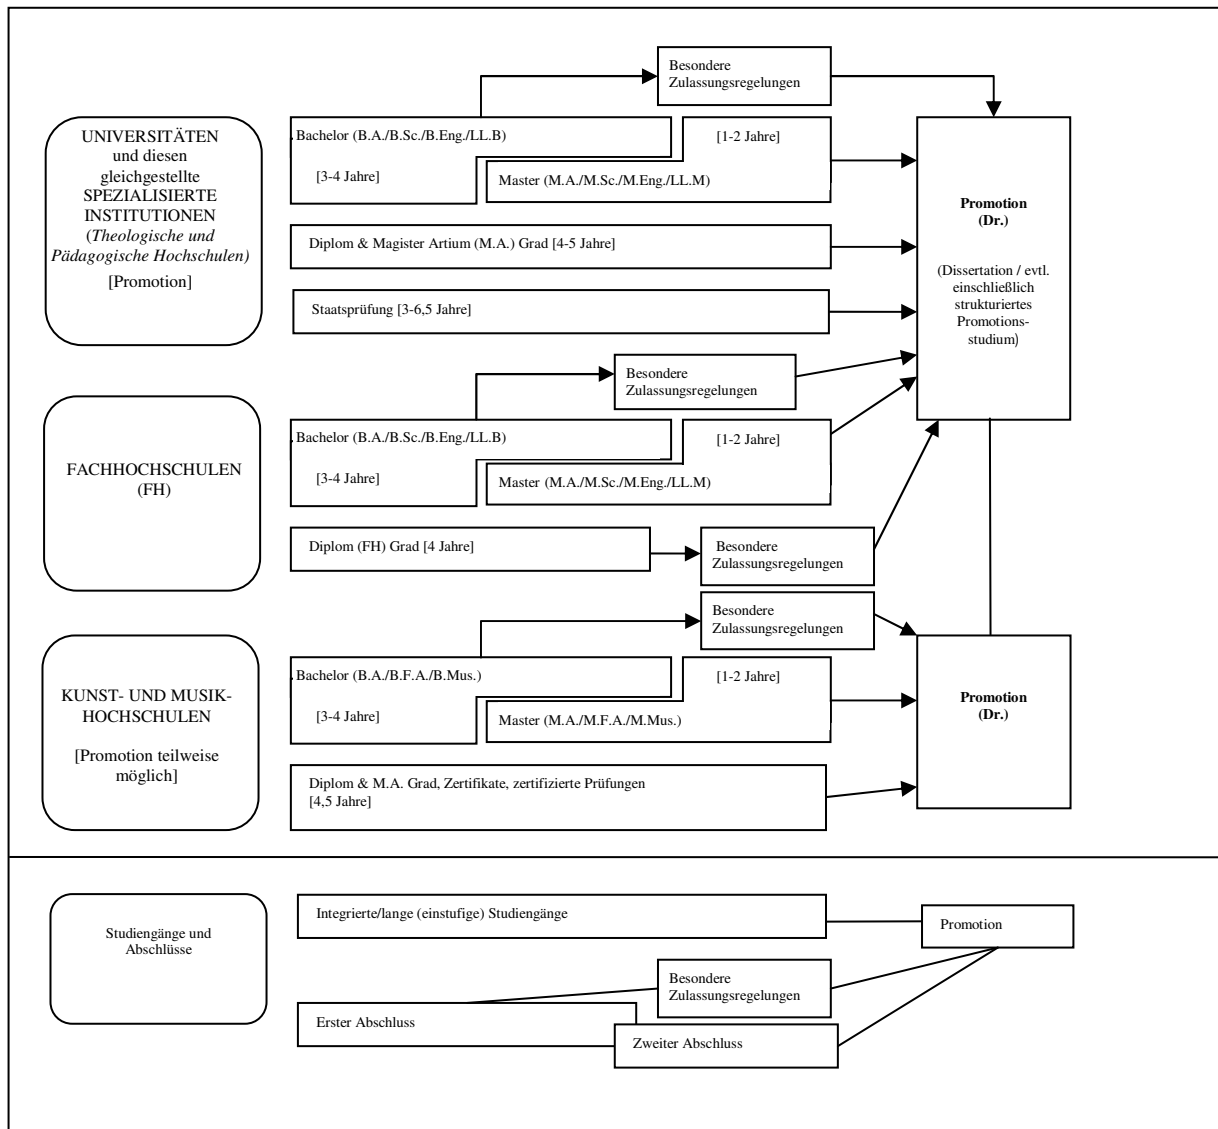 Besondere
Zulassungsregelungen
UNIVERSITÄTEN
und diesen
gleichgestellte
SPEZIALISIERTE
INSTITUTIONEN
(Theologische und
Pädagogische Hochschulen)
[Promotion]
Bachelor (B.A./B.Sc./B.Eng./LL.B)
[3-4 Jahre]
[1-2 Jahre]
Master (M.A./M.Sc./M.Eng./LL.M)
Diplom & Magister Artium (M.A.) Grad [4-5 Jahre]
Staatsprüfung [3-6,5 Jahre]
Promotion
(Dr.)
(Dissertation / evtl.
einschließlich
strukturiertes
Promotions-
studium)
Besondere
Zulassungsregelungen
FACHHOCHSCHULEN
(FH)
Bachelor (B.A./B.Sc./B.Eng./LL.B)
[3-4 Jahre]
[1-2 Jahre]
Master (M.A./M.Sc./M.Eng./LL.M)
Diplom (FH) Grad [4 Jahre]
Besondere
Zulassungsregelungen
Besondere
Zulassungsregelungen
KUNST- UND MUSIK-
HOCHSCHULEN
[Promotion teilweise
möglich]
Bachelor (B.A./B.F.A./B.Mus.)
[3-4 Jahre]
[1-2 Jahre]
Master (M.A./M.F.A./M.Mus.)
Diplom & M.A. Grad, Zertifikate, zertifizierte Prüfungen
[4,5 Jahre]
Promotion
(Dr.)
Studiengänge und
Abschlüsse
Integrierte/lange (einstufige) Studiengänge
Promotion
Besondere
Zulassungsregelungen
Erster Abschluss
Zweiter Abschluss